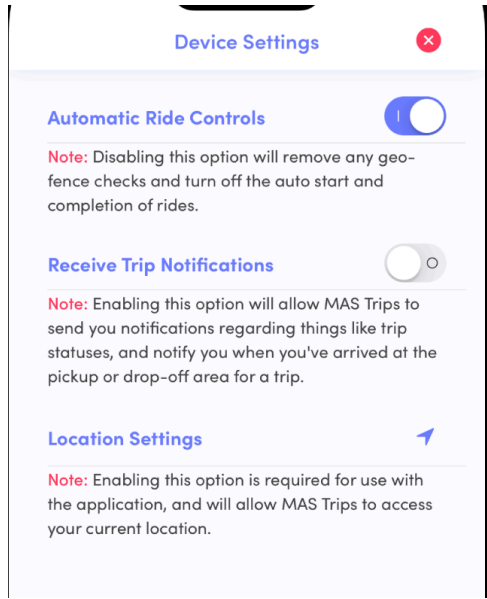 Device Settings
Automatic Ride Controls
Note: Disabling this option will remove any geo-
fence checks and turn off the auto start and
completion of rides.
Receive Trip Notifications
Note: Enabling this option will allow MAS Trips to
send you notifications regarding things like trip
statuses, and notify you when you've arrived at the
pickup or drop-off area for a trip.
Location Settings
Note: Enabling this option is required for use with
the application, and will allow MAS Trips to access
your current location.